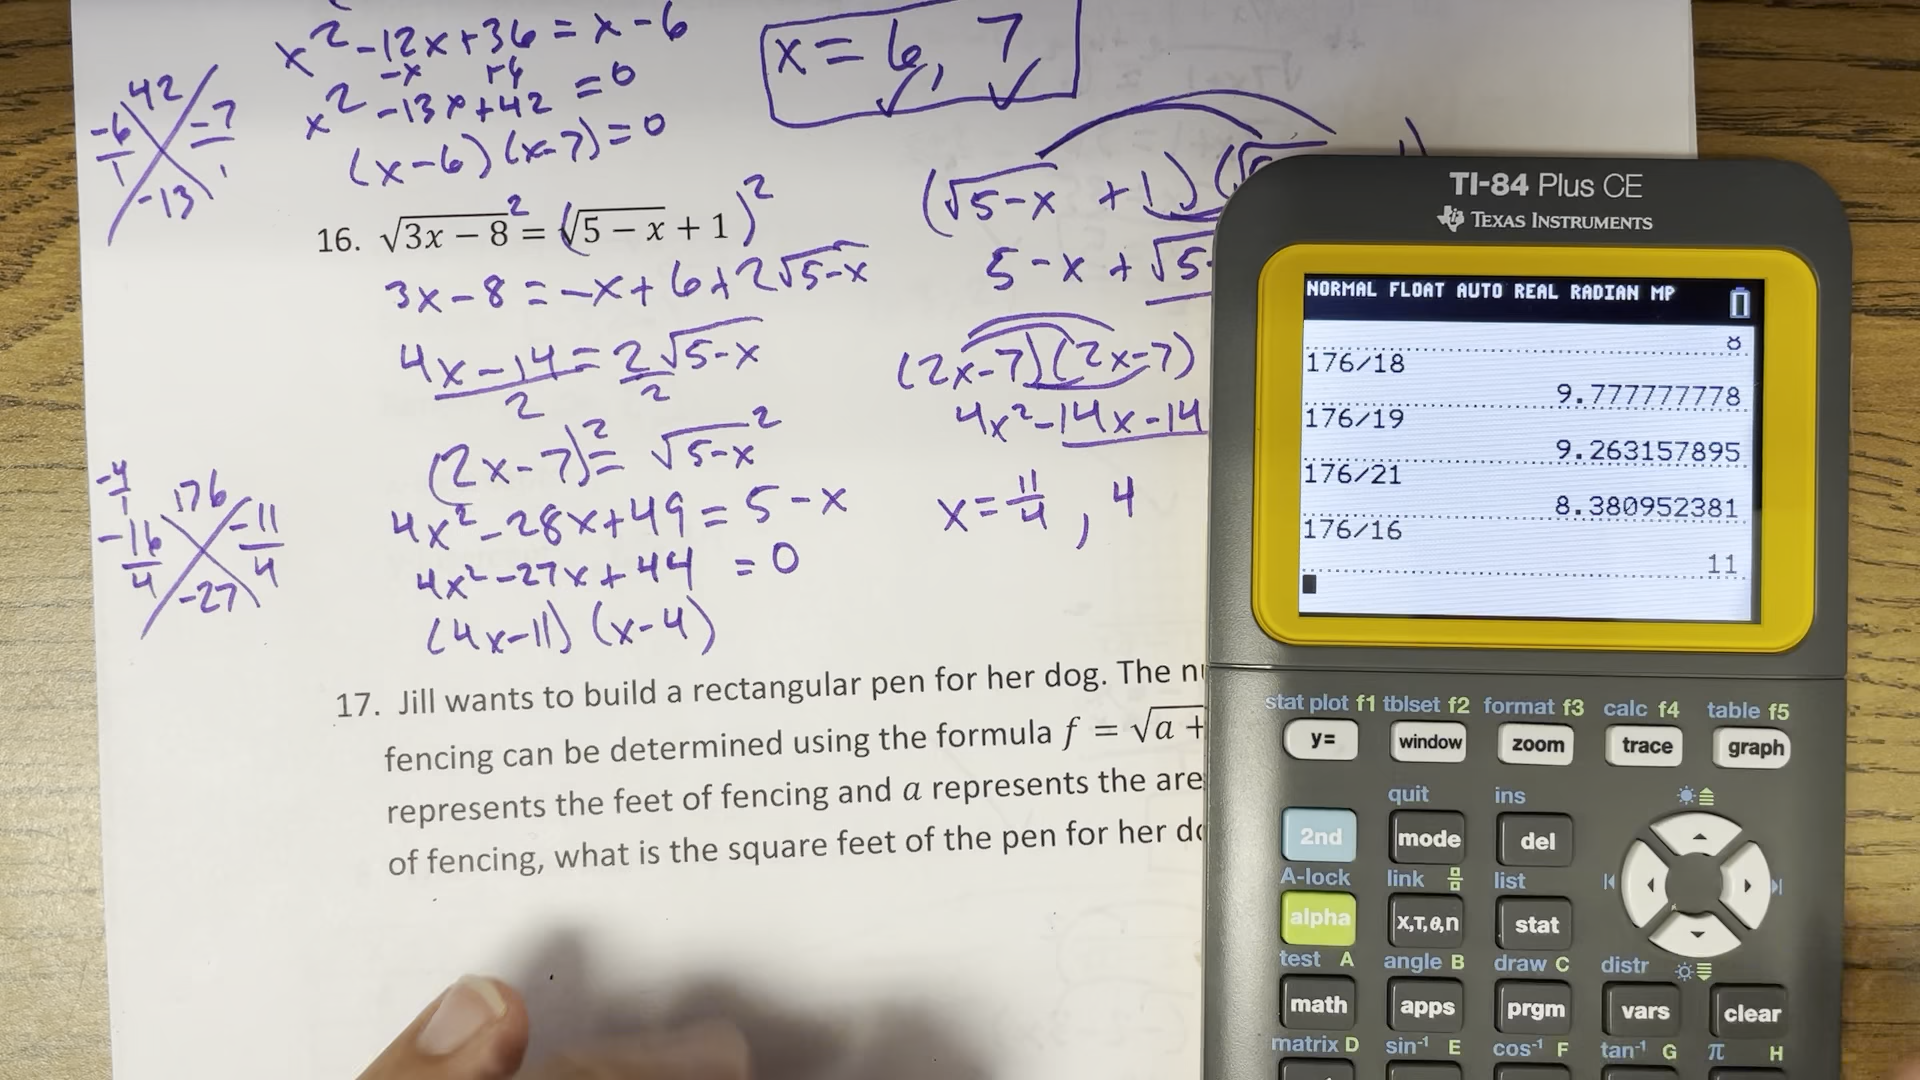 x² - 12x + 36 = x - 6
-x +6
x² - 13x + 42 = 0
(x - 6)(x - 7) = 0
42
-6/1 -7/1
-13
x = 6, 7
16. √3x − 8² = (√5 − x + 1)²
3x - 8 = -x + 6 + 2√5-x
4x - 14 = 2√5-x
2 2
(2x - 7)² = √5-x²
4x² - 28x + 49 = 5 - x
4x² - 27x + 44 = 0
(4x - 11)(x - 4)
-4/1
176
-16/4 -11/4
-27
(√5-x + 1)(√5
5 - x + √5-
(2x - 7)(2x - 7)
4x² - 14x - 14
x = 11/4, 4
17. Jill wants to build a rectangular pen for her dog. The
fencing can be determined using the formula f = √a +
represents the feet of fencing and a represents the
of fencing, what is the square feet of the pen for her
TI-84 Plus CE
TEXAS INSTRUMENTS
NORMAL FLOAT AUTO REAL RADIAN MP
8
176/18
9.777777778
176/19
9.263157895
176/21
8.380952381
176/16
11
stat plot f1 tblset f2 format f3 calc f4 table f5
y= window zoom trace graph
quit ins
2nd mode del
A-lock link list
alpha X,T,θ,n stat
test A angle B draw C distr
math apps prgm vars clear
matrix D sin⁻¹ E cos⁻¹ F tan⁻¹ G π H